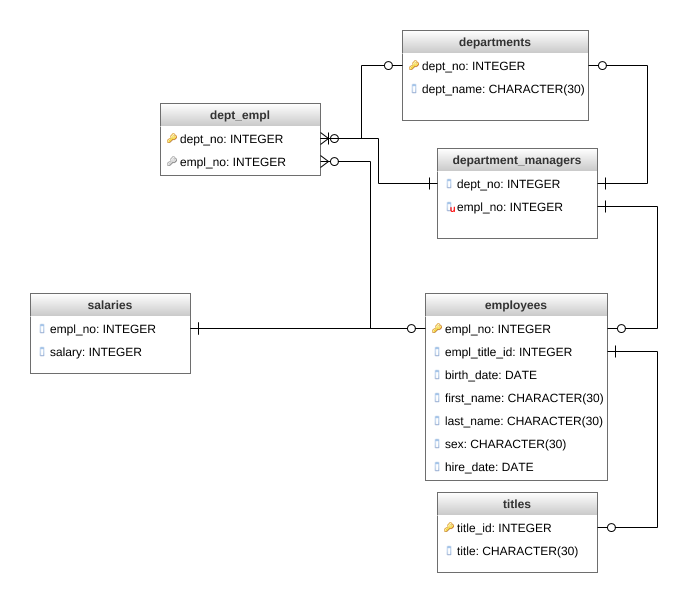 departments
dept_no: INTEGER
dept_name: CHARACTER(30)
dept_empl
dept_no: INTEGER
empl_no: INTEGER
department_managers
dept_no: INTEGER
u empl_no: INTEGER
salaries
empl_no: INTEGER
salary: INTEGER
employees
empl_no: INTEGER
empl_title_id: INTEGER
birth_date: DATE
first_name: CHARACTER(30)
last_name: CHARACTER(30)
sex: CHARACTER(30)
hire_date: DATE
titles
title_id: INTEGER
title: CHARACTER(30)